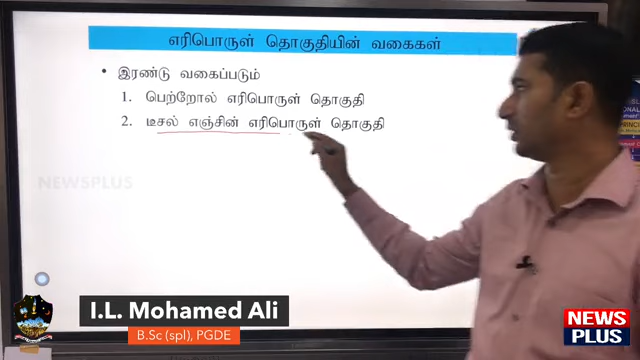 எரிபொருள் தொகுதியின் வகைகள்
• இரண்டு வகைப்படும்
1. பெற்றோல் எரிபொருள் தொகுதி
2. டீசல் எஞ்சின் எரிபொருள் தொகுதி
NEWSPLUS
I.L. Mohamed Ali
B.Sc (spl), PGDE
NEWS
PLUS